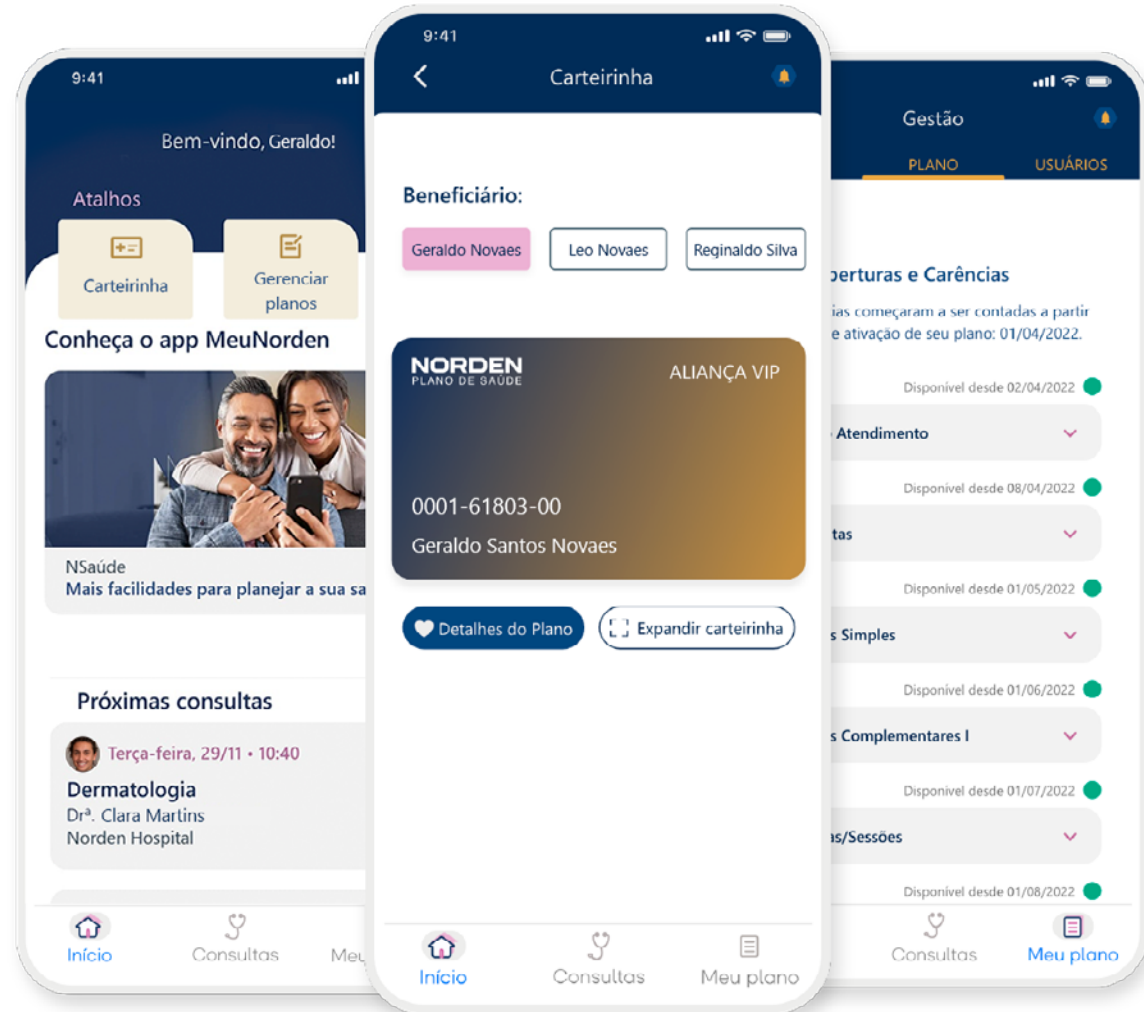 9:41
Bem-vindo, Geraldo!
Atalhos
Carteirinha
Gerenciar
planos
Conheça o app MeuNorden
NSaúde
Mais facilidades para planejar a sua
Próximas consultas
Terça-feira, 29/11 • 10:40
Dermatologia
Drª. Clara Martins
Norden Hospital
Início
Consultas
9:41
Carteirinha
Beneficiário:
Geraldo Novaes
Leo Novaes
Reginaldo Silva
NORDEN
PLANO DE SAÚDE
ALIANÇA VIP
0001-61803-00
Geraldo Santos Novaes
Detalhes do Plano
Expandir carteirinha
Início
Consultas
Meu plano
Gestão
PLANO
USUÁRIOS
perturas e Carências
ias começaram a ser contadas a partir
e ativação de seu plano: 01/04/2022.
Disponível desde 02/04/2022
Atendimento
Disponível desde 08/04/2022
tas
Disponível desde 01/05/2022
s Simples
Disponível desde 01/06/2022
s Complementares I
Disponível desde 01/07/2022
as/Sessões
Disponível desde 01/08/2022
Consultas
Meu plano